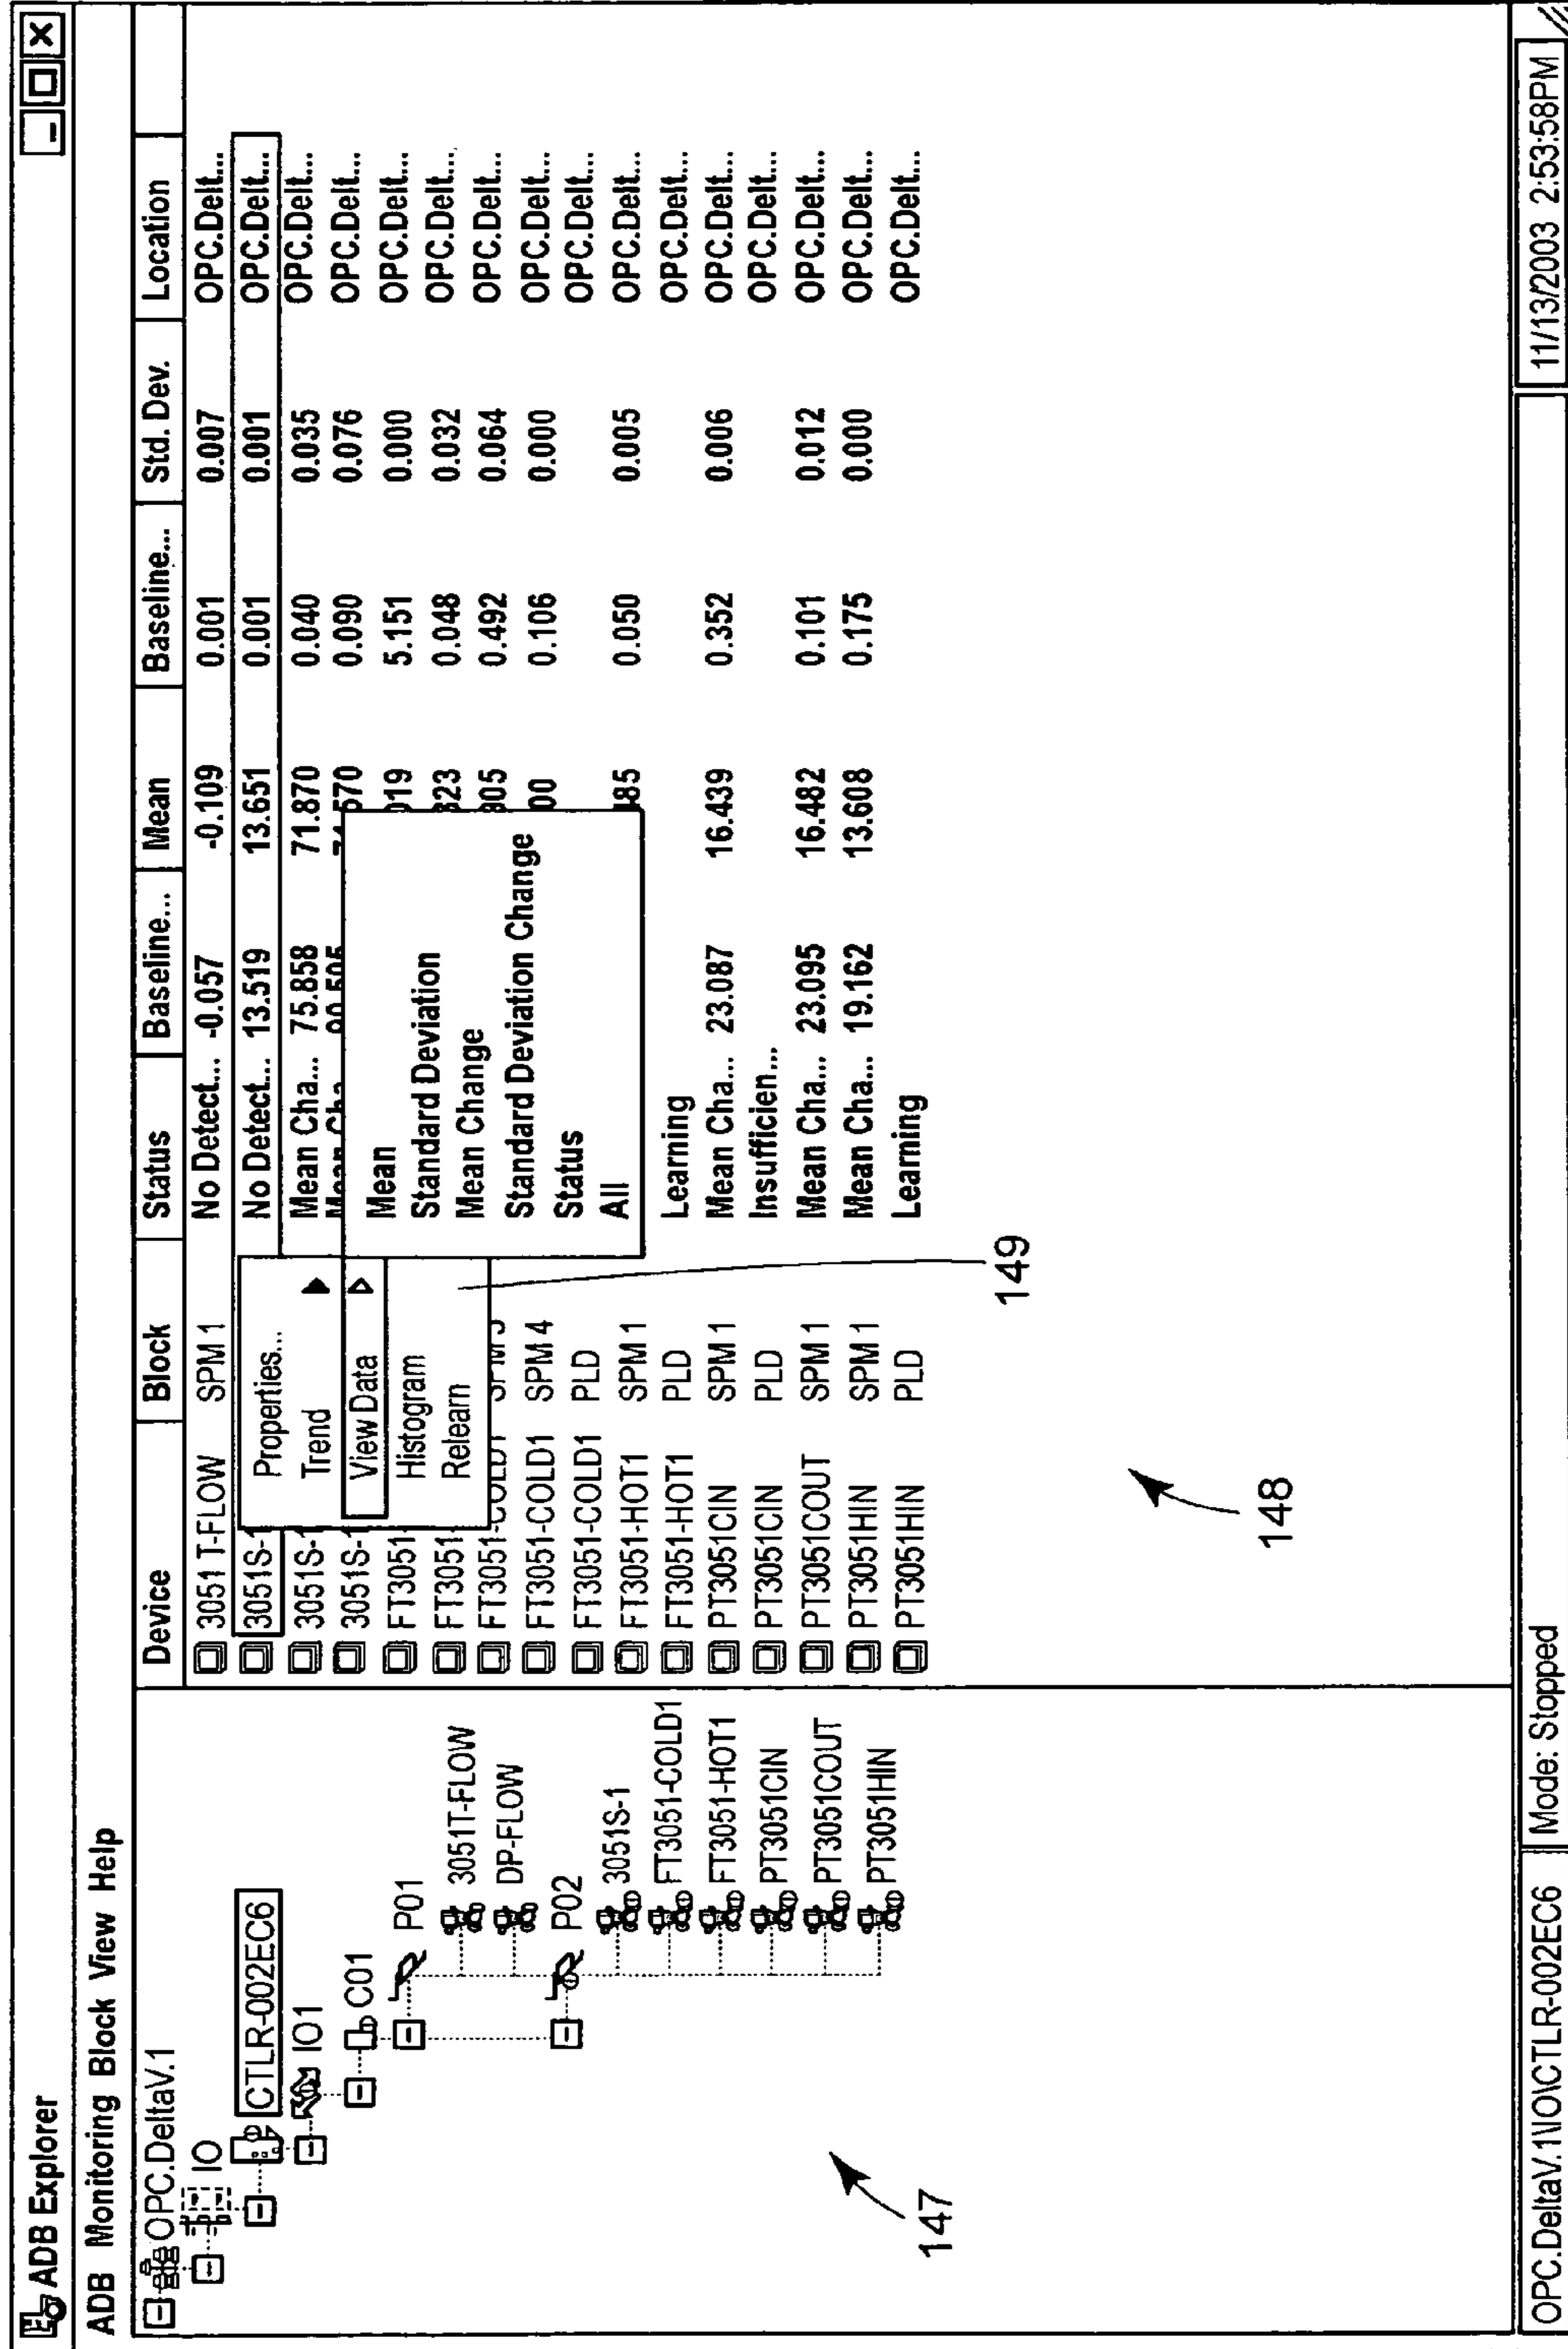 ADB Explorer
ADB Monitoring Block View Help
OPC.DeltaV.1
IO
CTLR-002EC6
IO1
C01
P01
3051T-FLOW
DP-FLOW
P02
3051S-1
FT3051-COLD1
FT3051-HOT1
PT3051CIN
PT3051COUT
PT3051HIN
147
Device Block Status Baseline... Mean Baseline... Std. Dev. Location
3051 T-FLOW SPM 1 No Detect... -0.057 -0.109 0.001 0.007 OPC.Delt...
3051S-1 No Detect... 13.519 13.651 0.001 0.001 OPC.Delt...
3051S-1 Mean Cha... 75.858 71.870 0.040 0.035 OPC.Delt...
3051S-1 Mean Cha 0.090 0.076 OPC.Delt...
FT3051- 019 5.151 0.000 OPC.Delt...
FT3051- 323 0.048 0.032 OPC.Delt...
FT3051-COLD1 905 0.492 0.064 OPC.Delt...
FT3051-COLD1 SPM 4 00 0.106 0.000 OPC.Delt...
FT3051-COLD1 PLD OPC.Delt...
FT3051-HOT1 SPM 1 485 0.050 0.005 OPC.Delt...
FT3051-HOT1 PLD Learning OPC.Delt...
PT3051CIN SPM 1 Mean Cha... 23.087 16.439 0.352 0.006 OPC.Delt...
PT3051CIN PLD Insufficien... OPC.Delt...
PT3051COUT SPM 1 Mean Cha... 23.095 16.482 0.101 0.012 OPC.Delt...
PT3051HIN SPM 1 Mean Cha... 19.162 13.608 0.175 0.000 OPC.Delt...
PT3051HIN PLD Learning OPC.Delt...
Properties...
Trend
View Data
Histogram
Relearn
Mean
Standard Deviation
Mean Change
Standard Deviation Change
Status
All
149
148
OPC.DeltaV.1\IO\CTLR-002EC6 Mode: Stopped 11/13/2003 2:53:58PM